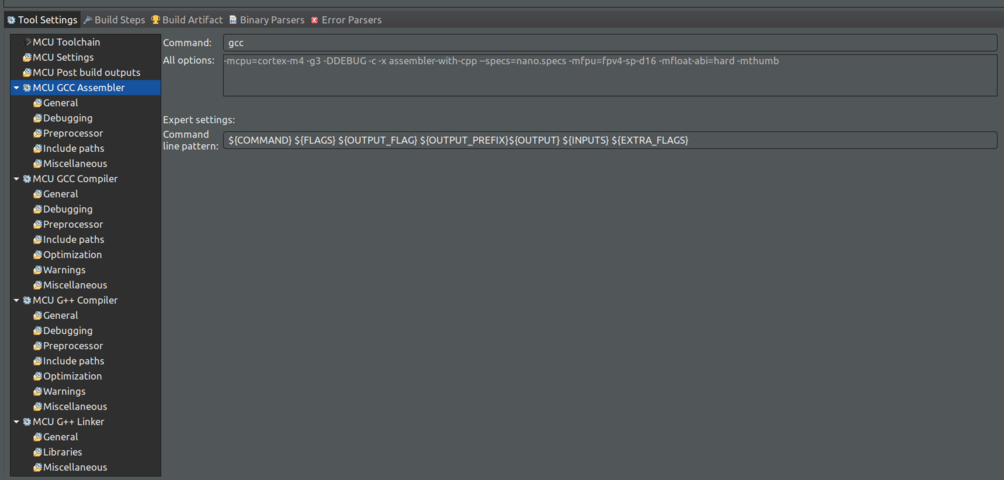 Tool Settings Build Steps Build Artifact Binary Parsers Error Parsers
MCU Toolchain
MCU Settings
MCU Post build outputs
MCU GCC Assembler
General
Debugging
Preprocessor
Include paths
Miscellaneous
MCU GCC Compiler
General
Debugging
Preprocessor
Include paths
Optimization
Warnings
Miscellaneous
MCU G++ Compiler
General
Debugging
Preprocessor
Include paths
Optimization
Warnings
Miscellaneous
MCU G++ Linker
General
Libraries
Miscellaneous
Command: gcc
All options: -mcpu=cortex-m4 -g3 -DDEBUG -c -x assembler-with-cpp --specs=nano.specs -mfpu=fpv4-sp-d16 -mfloat-abi=hard -mthumb
Expert settings:
Command
line pattern: ${COMMAND} ${FLAGS} ${OUTPUT_FLAG} ${OUTPUT_PREFIX}${OUTPUT} ${INPUTS} ${EXTRA_FLAGS}